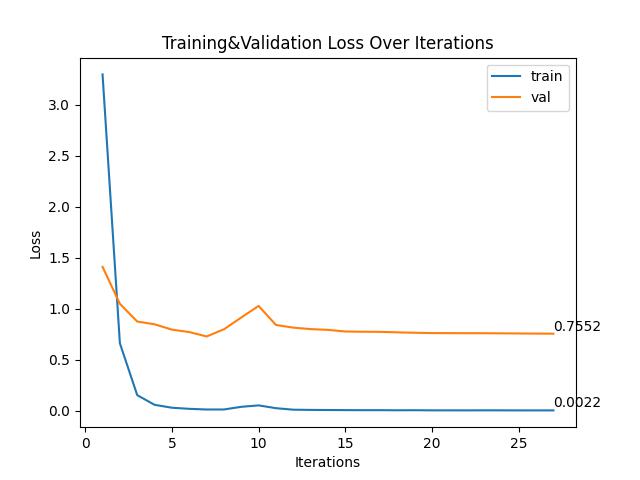 Training&Validation Loss Over Iterations
train
val
3.0
2.5
2.0
1.5
1.0
0.5
0.0
Loss
0.7552
0.0022
0 5 10 15 20 25
Iterations